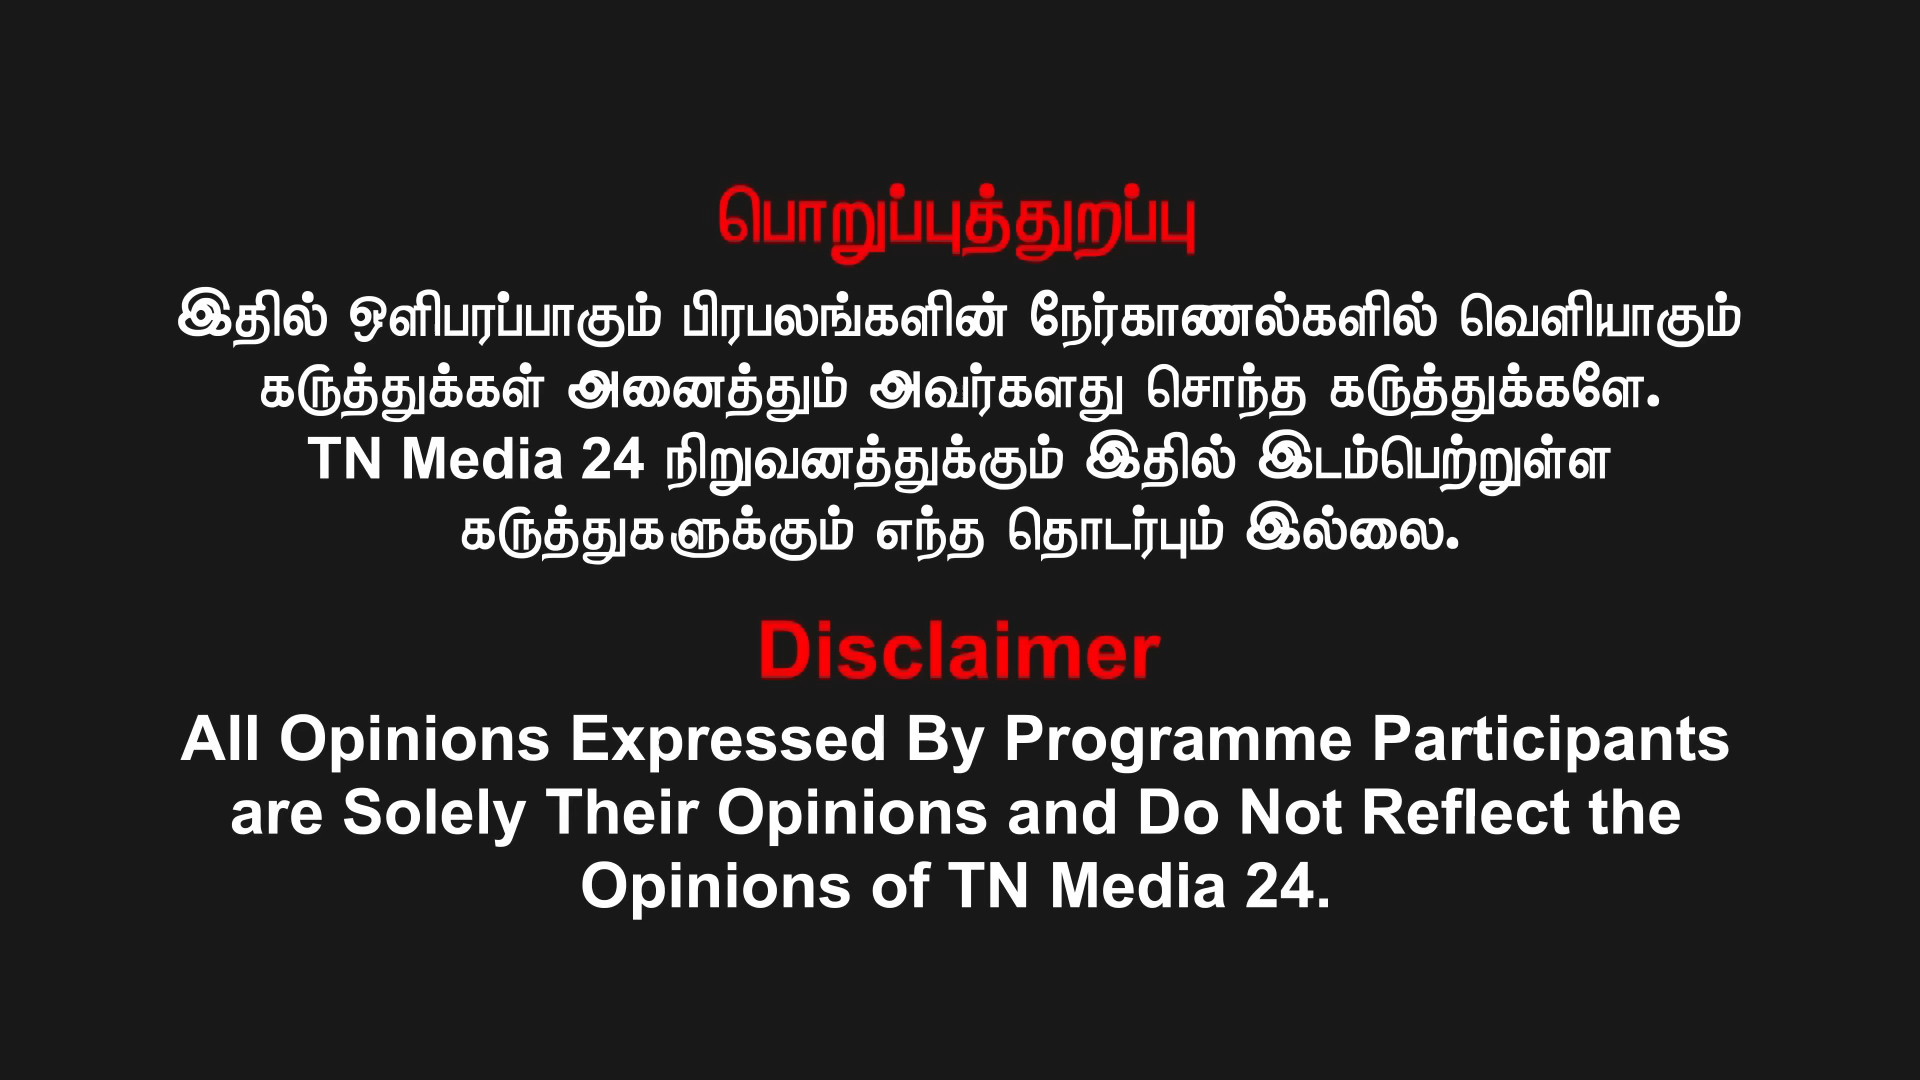 பொறுப்புத்துறப்பு
இதில் ஒளிபரப்பாகும் பிரபலங்களின் நேர்காணல்களில் வெளியாகும்
கருத்துக்கள் அனைத்தும் அவர்களது சொந்த கருத்துக்களே.
TN Media 24 நிறுவனத்துக்கும் இதில் இடம்பெற்றுள்ள
கருத்துகளுக்கும் எந்த தொடர்பும் இல்லை.
Disclaimer
All Opinions Expressed By Programme Participants
are Solely Their Opinions and Do Not Reflect the
Opinions of TN Media 24.